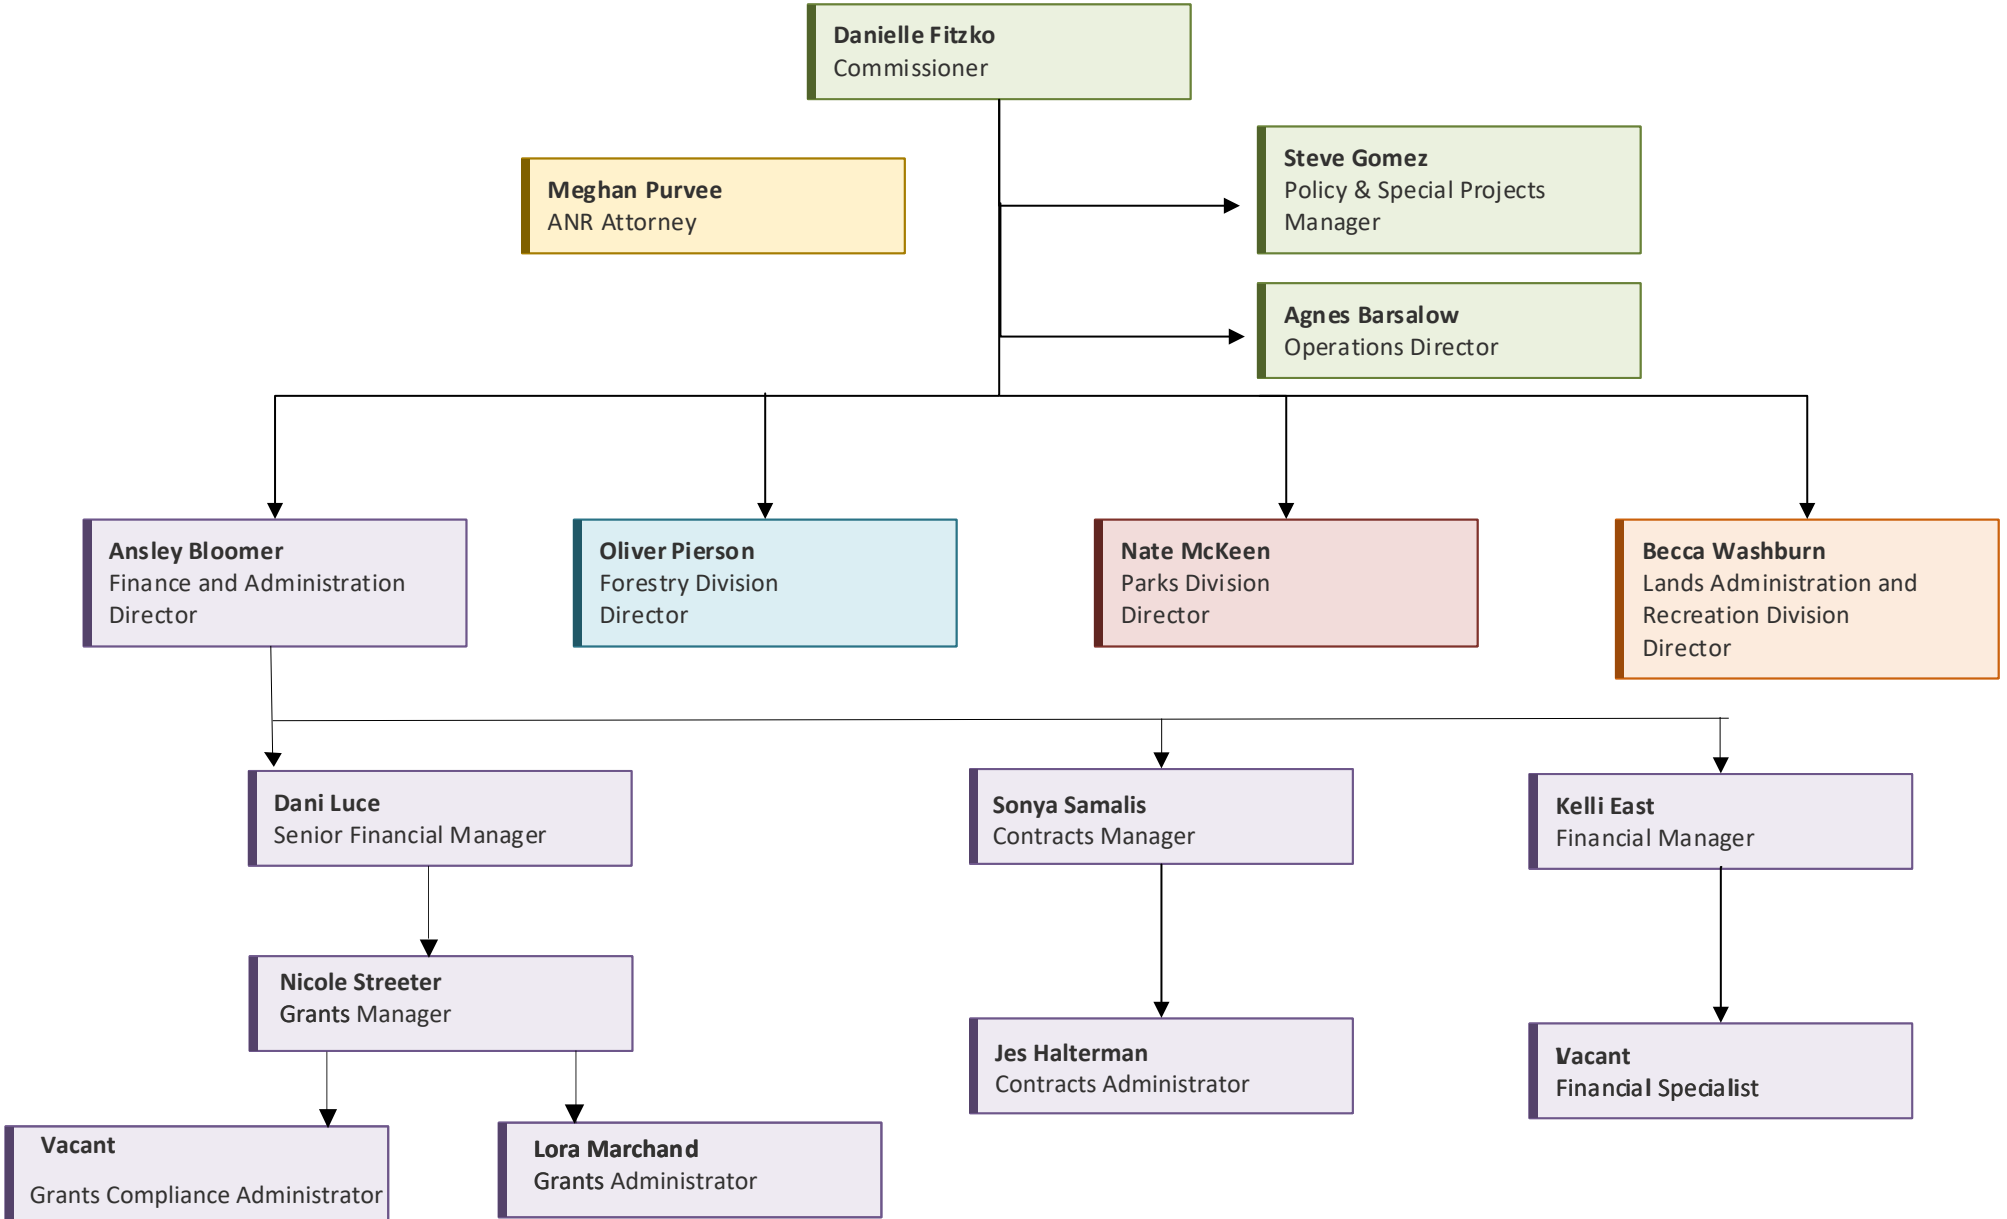 Danielle Fitzko
Commissioner
Steve Gomez
Policy & Special Projects
Manager
Meghan Purvee
ANR Attorney
Agnes Barsalow
Operations Director
Ansley Bloomer
Finance and Administration
Director
Oliver Pierson
Forestry Division
Director
Nate McKeen
Parks Division
Director
Becca Washburn
Lands Administration and
Recreation Division
Director
Dani Luce
Senior Financial Manager
Sonya Samalis
Contracts Manager
Kelli East
Financial Manager
Nicole Streeter
Grants Manager
Jes Halterman
Contracts Administrator
Vacant
Financial Specialist
Vacant
Grants Compliance Administrator
Lora Marchand
Grants Administrator